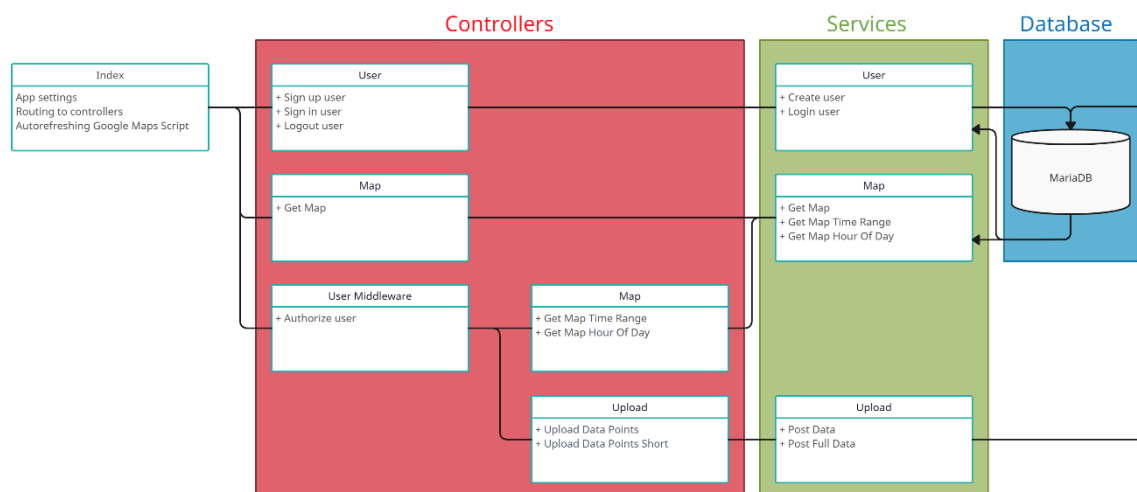 Controllers
Services
Database
Index
App settings
Routing to controllers
Autorefreshing Google Maps Script
User
+ Sign up user
+ Sign in user
+ Logout user
User
+ Create user
+ Login user
MariaDB
Map
+ Get Map
Map
+ Get Map
+ Get Map Time Range
+ Get Map Hour Of Day
User Middleware
+ Authorize user
Map
+ Get Map Time Range
+ Get Map Hour Of Day
Upload
+ Upload Data Points
+ Upload Data Points Short
Upload
+ Post Data
+ Post Full Data